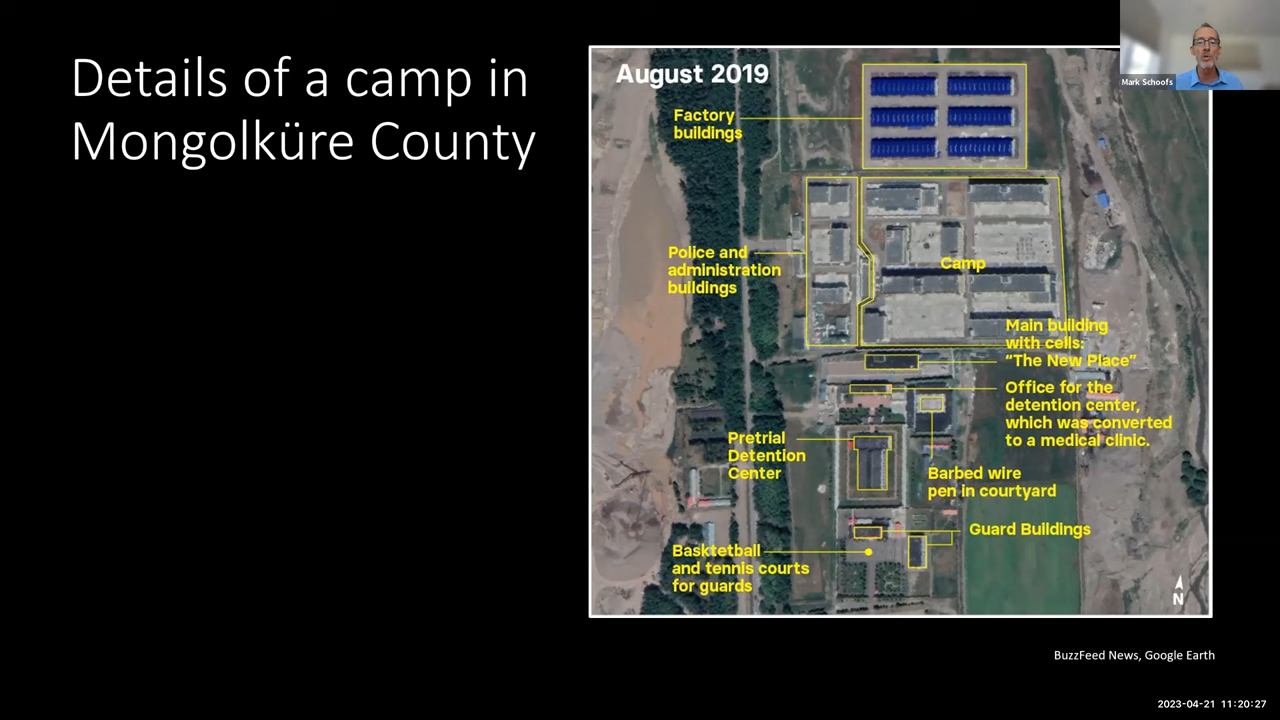 Details of a camp in
Mongolküre County
August 2019
Mark Schoofs
Factory
buildings
Police and
administration
buildings
Camp
Main building
with cells:
“The New Place”
Office for the
detention center,
which was converted
to a medical clinic.
Pretrial
Detention
Center
Barbed wire
pen in courtyard
Guard Buildings
Basktetball
and tennis courts
for guards
N
BuzzFeed News, Google Earth
2023-04-21 11:20:27